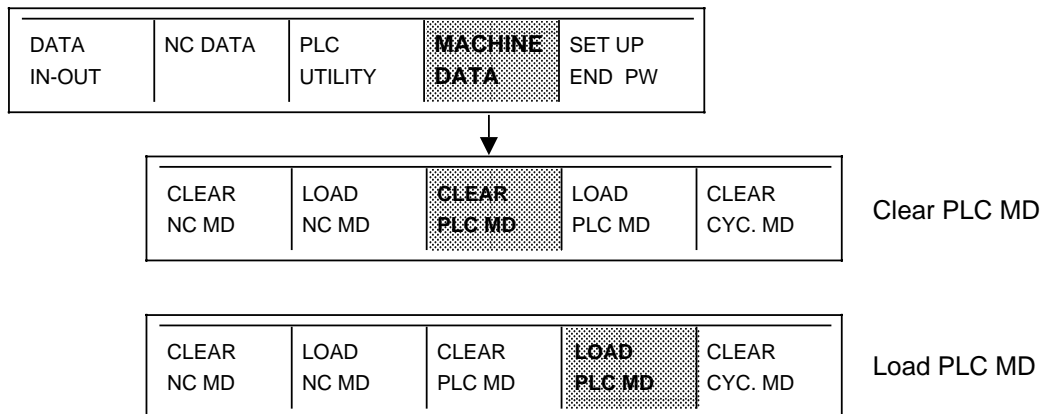 DATA NC DATA PLC MACHINE SET UP
IN-OUT UTILITY DATA END PW
CLEAR LOAD CLEAR LOAD CLEAR
NC MD NC MD PLC MD PLC MD CYC. MD
Clear PLC MD
CLEAR LOAD CLEAR LOAD CLEAR
NC MD NC MD PLC MD PLC MD CYC. MD
Load PLC MD